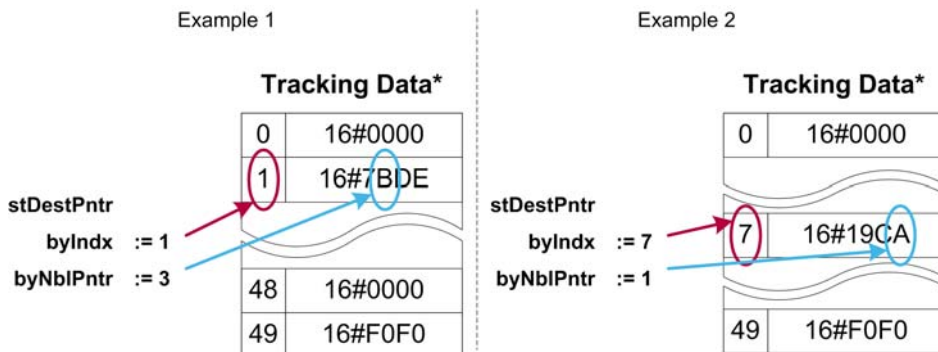 Example 1
Tracking Data*
0 16#0000
1 16#7BDE
stDestPntr
byIndx := 1
byNblPntr := 3
48 16#0000
49 16#F0F0
Example 2
Tracking Data*
0 16#0000
stDestPntr
byIndx := 7
7 16#19CA
byNblPntr := 1
49 16#F0F0